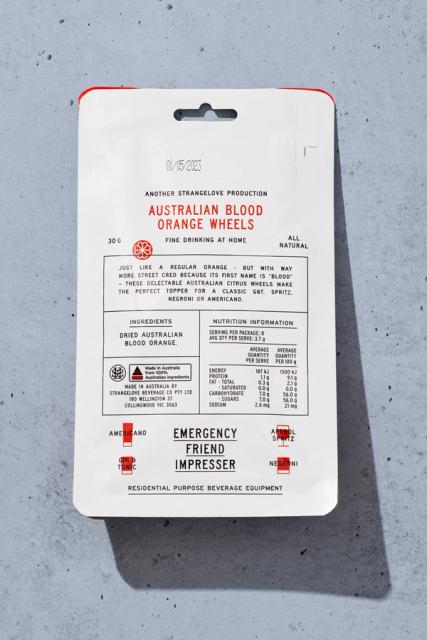 01/05/2023
ANOTHER STRANGELOVE PRODUCTION
AUSTRALIAN BLOOD
ORANGE WHEELS
30 G
FINE DRINKING AT HOME
ALL
NATURAL
JUST LIKE A REGULAR ORANGE - BUT WITH WAY
MORE STREET CRED BECAUSE ITS FIRST NAME IS "BLOOD"
- THESE DELECTABLE AUSTRALIAN CITRUS WHEELS MAKE
THE PERFECT TOPPER FOR A CLASSIC G&T, SPRITZ,
NEGRONI OR AMERICANO.
INGREDIENTS
DRIED AUSTRALIAN
BLOOD ORANGE.
Made in Australia
from 100%
Australian ingredients
MADE IN AUSTRALIA BY
STRANGELOVE BEVERAGE CO PTY LTD
180 WELLINGTON ST
COLLINGWOOD VIC 3063
NUTRITION INFORMATION
SERVING PER PACKAGE: 8
AVG QTY PER SERVE: 3.7 g
AVERAGE QUANTITY PER SERVE
AVERAGE QUANTITY PER 100 g
ENERGY 187 kJ 1500 kJ
PROTEIN 1.1 g 9.1 g
FAT - TOTAL 0.3 g 2.1 g
- SATURATED 0.0 g 0.0 g
CARBOHYDRATE 7.0 g 56.0 g
- SUGARS 7.0 g 56.0 g
SODIUM 2.6 mg 21 mg
AMERICANO
GIN &
TONIC
EMERGENCY
FRIEND
IMPRESSER
APEROL
SPRITZ
NEGRONI
RESIDENTIAL PURPOSE BEVERAGE EQUIPMENT